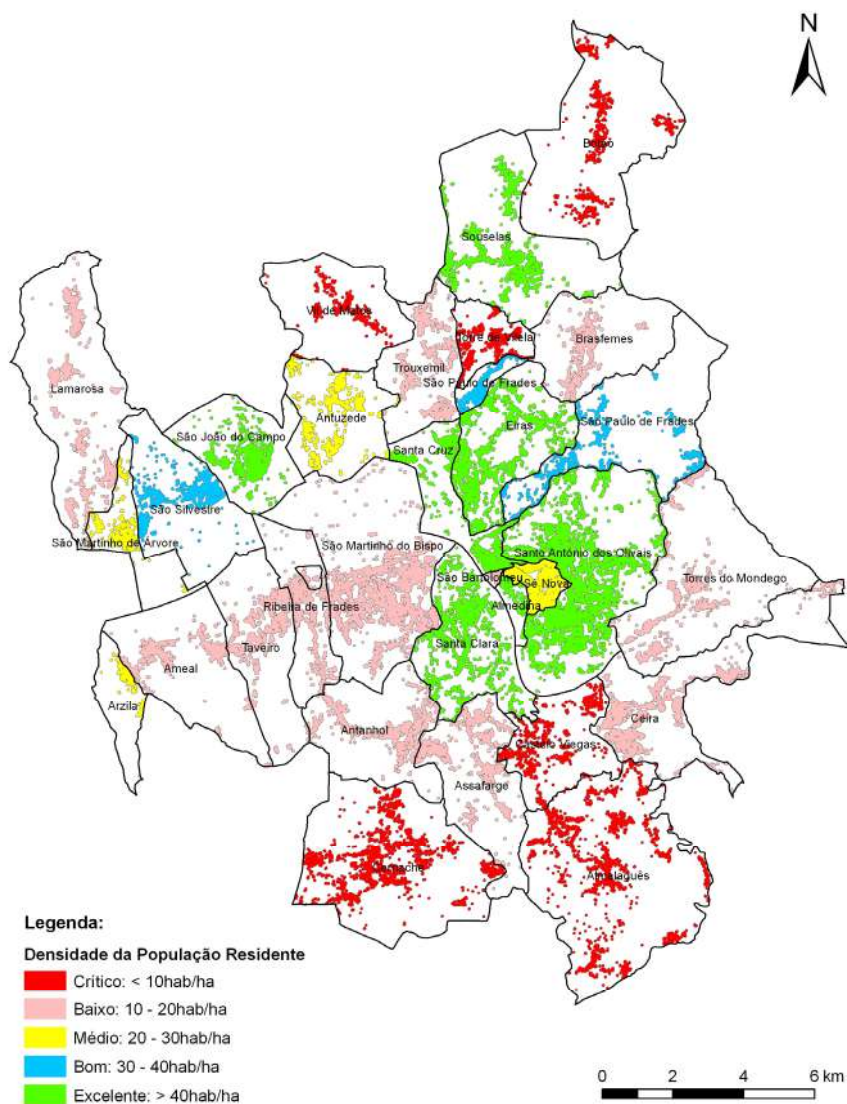 N
Botão
Souselas
Vil de Matos
Torre de Vilela
Brasfemes
Trouxemil
São Paulo de Frades
Lamarosa
Antuzede
São João do Campo
Eiras
São Paulo de Frades
Santa Cruz
São Silvestre
São Martinho de Árvore
São Martinho do Bispo
Santo António dos Olivais
São Bartolomeu
Sé Nova
Torres do Mondego
Ribeira de Frades
Almedina
Taveiro
Santa Clara
Ameal
Arzila
Antanhol
Ceira
Castelo Viegas
Assafarge
Cernache
Almalaguês
Legenda:
Densidade da População Residente
Crítico: < 10hab/ha
Baixo: 10 - 20hab/ha
Médio: 20 - 30hab/ha
Bom: 30 - 40hab/ha
Excelente: > 40hab/ha
0 2 4 6 km